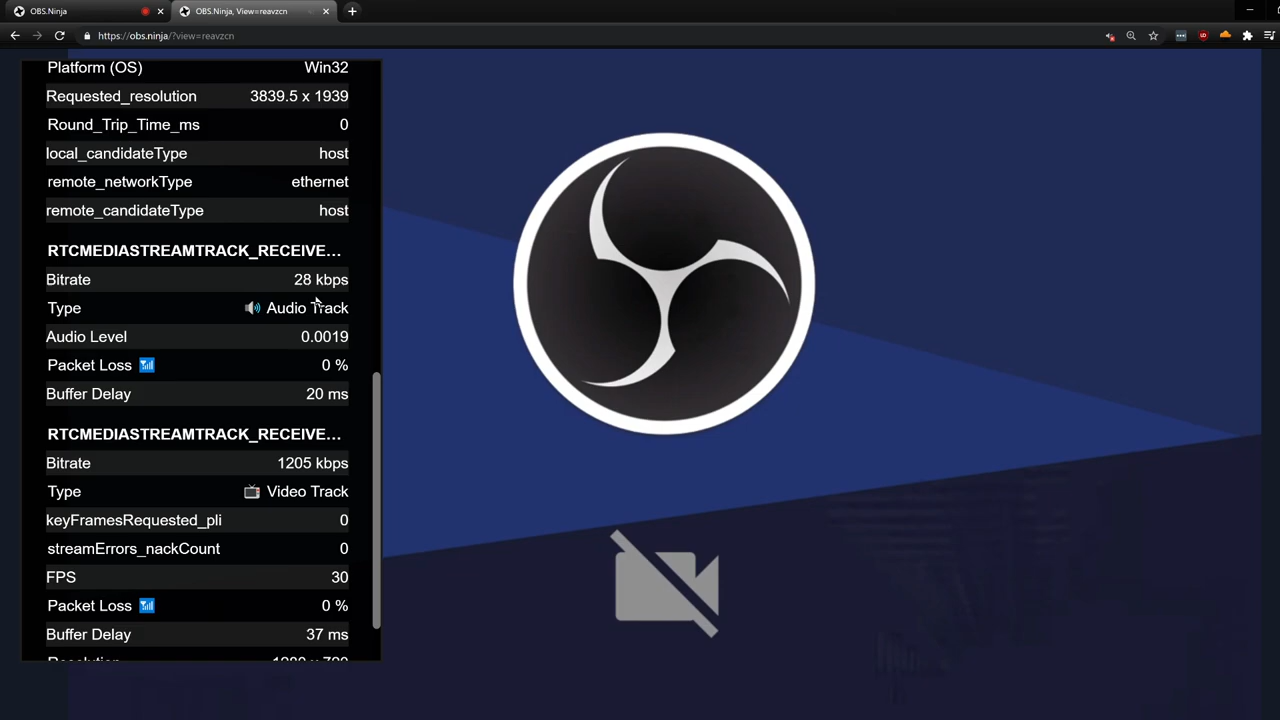 OBS.Ninja
OBS.Ninja, View=reavzcn
https://obs.ninja/?view=reavzcn
Platform (OS) Win32
Requested_resolution 3839.5 x 1939
Round_Trip_Time_ms 0
local_candidateType host
remote_networkType ethernet
remote_candidateType host
RTCMEDIASTREAMTRACK_RECEIVE...
Bitrate 28 kbps
Type 🔊 Audio Track
Audio Level 0.0019
Packet Loss 📶 0 %
Buffer Delay 20 ms
RTCMEDIASTREAMTRACK_RECEIVE...
Bitrate 1205 kbps
Type 📺 Video Track
keyFramesRequested_pli 0
streamErrors_nackCount 0
FPS 30
Packet Loss 📶 0 %
Buffer Delay 37 ms
Resolution 1280 x 720